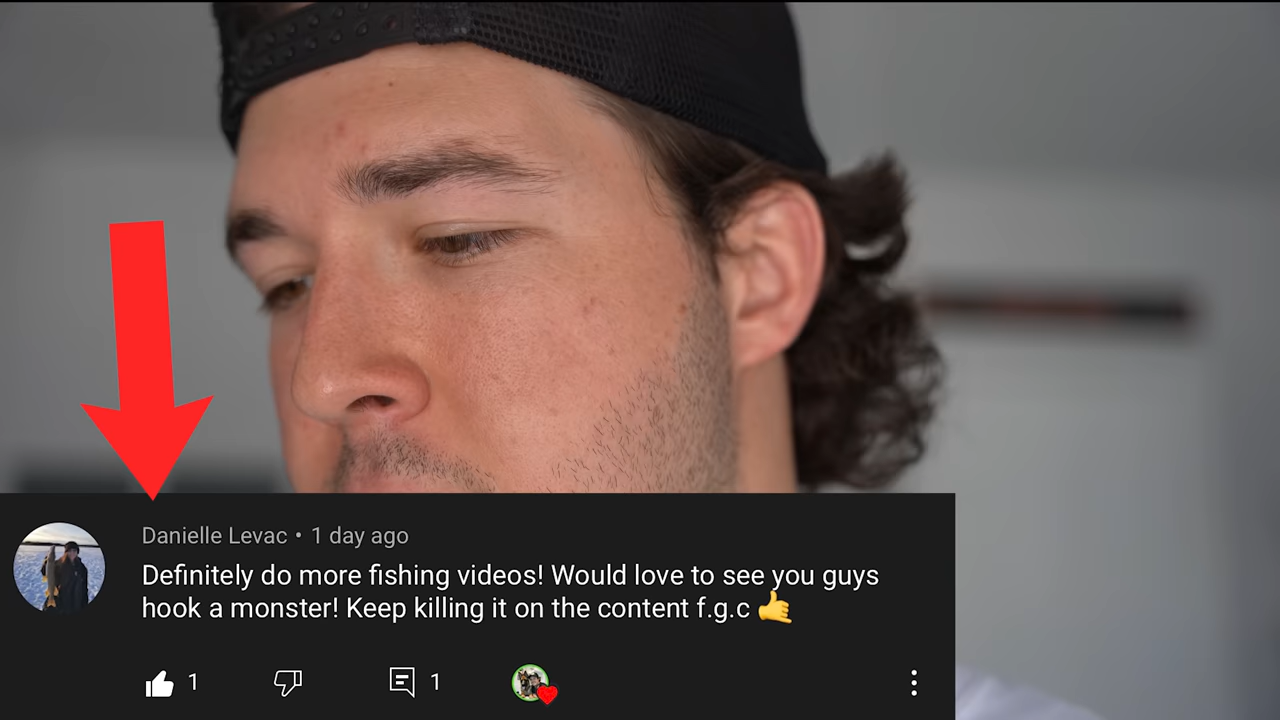 Danielle Levac • 1 day ago
Definitely do more fishing videos! Would love to see you guys
hook a monster! Keep killing it on the content f.g.c 🤙
1
1